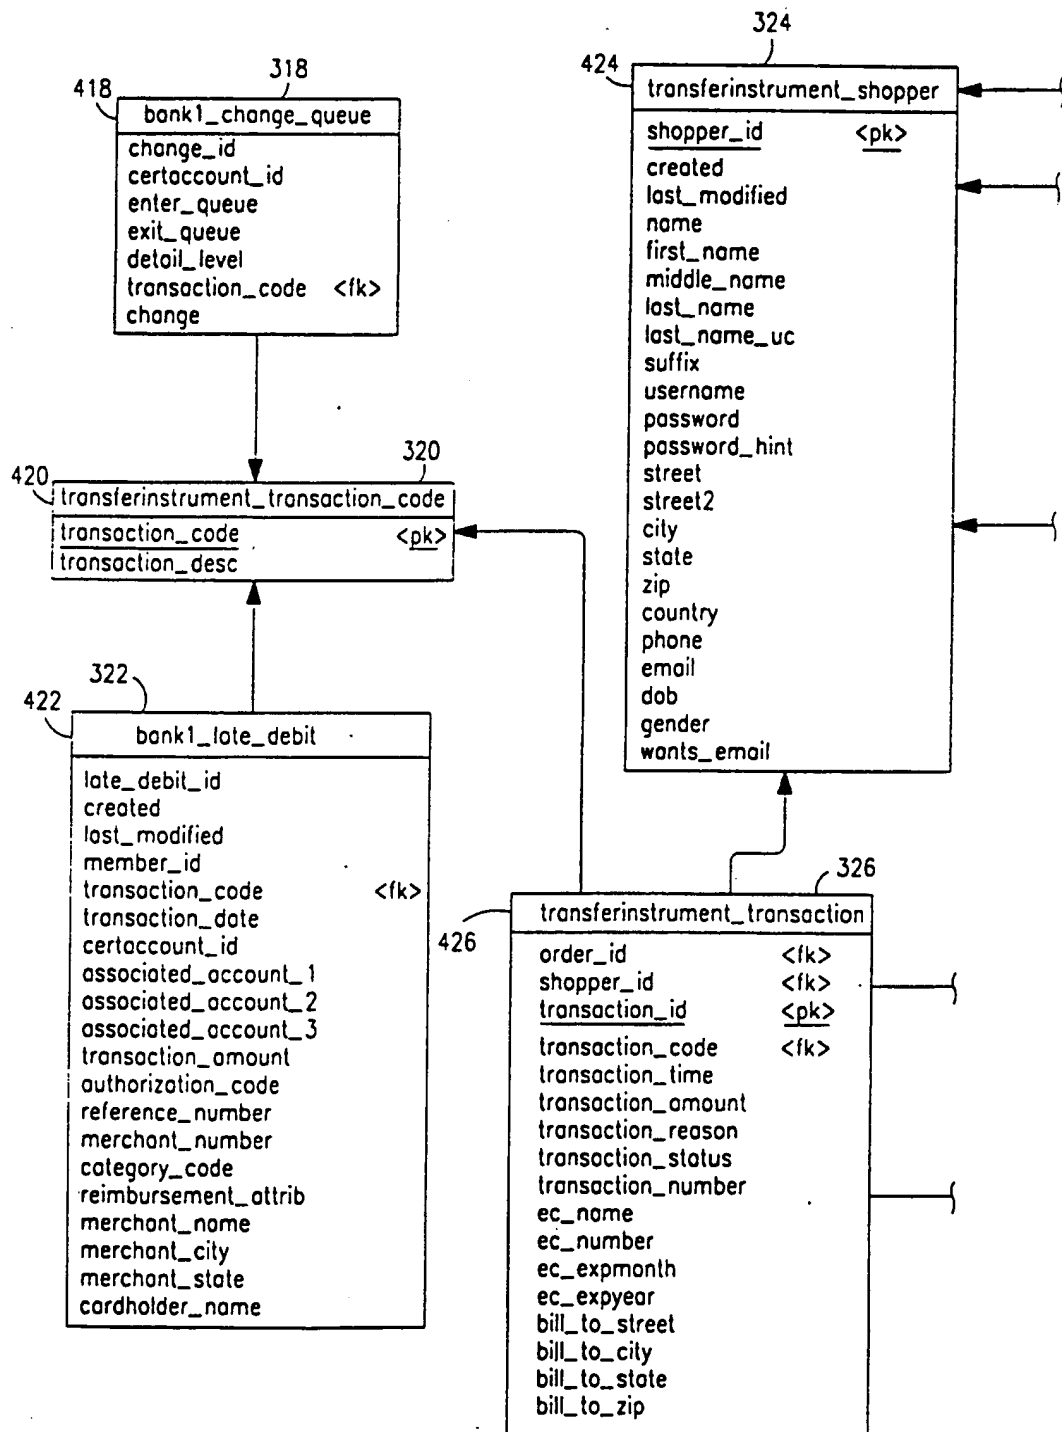 318
418
bank1_change_queue
change_id
certaccount_id
enter_queue
exit_queue
detail_level
transaction_code <fk>
change
324
424
transferinstrument_shopper
shopper_id <pk>
created
last_modified
name
first_name
middle_name
last_name
last_name_uc
suffix
username
password
password_hint
street
street2
city
state
zip
country
phone
email
dob
gender
wants_email
320
420
transferinstrument_transaction_code
transaction_code <pk>
transaction_desc
322
422
bank1_late_debit
late_debit_id
created
last_modified
member_id
transaction_code <fk>
transaction_date
certaccount_id
associated_account_1
associated_account_2
associated_account_3
transaction_amount
authorization_code
reference_number
merchant_number
category_code
reimbursement_attrib
merchant_name
merchant_city
merchant_state
cardholder_name
326
426
transferinstrument_transaction
order_id <fk>
shopper_id <fk>
transaction_id <pk>
transaction_code <fk>
transaction_time
transaction_amount
transaction_reason
transaction_status
transaction_number
ec_name
ec_number
ec_expmonth
ec_expyear
bill_to_street
bill_to_city
bill_to_state
bill_to_zip